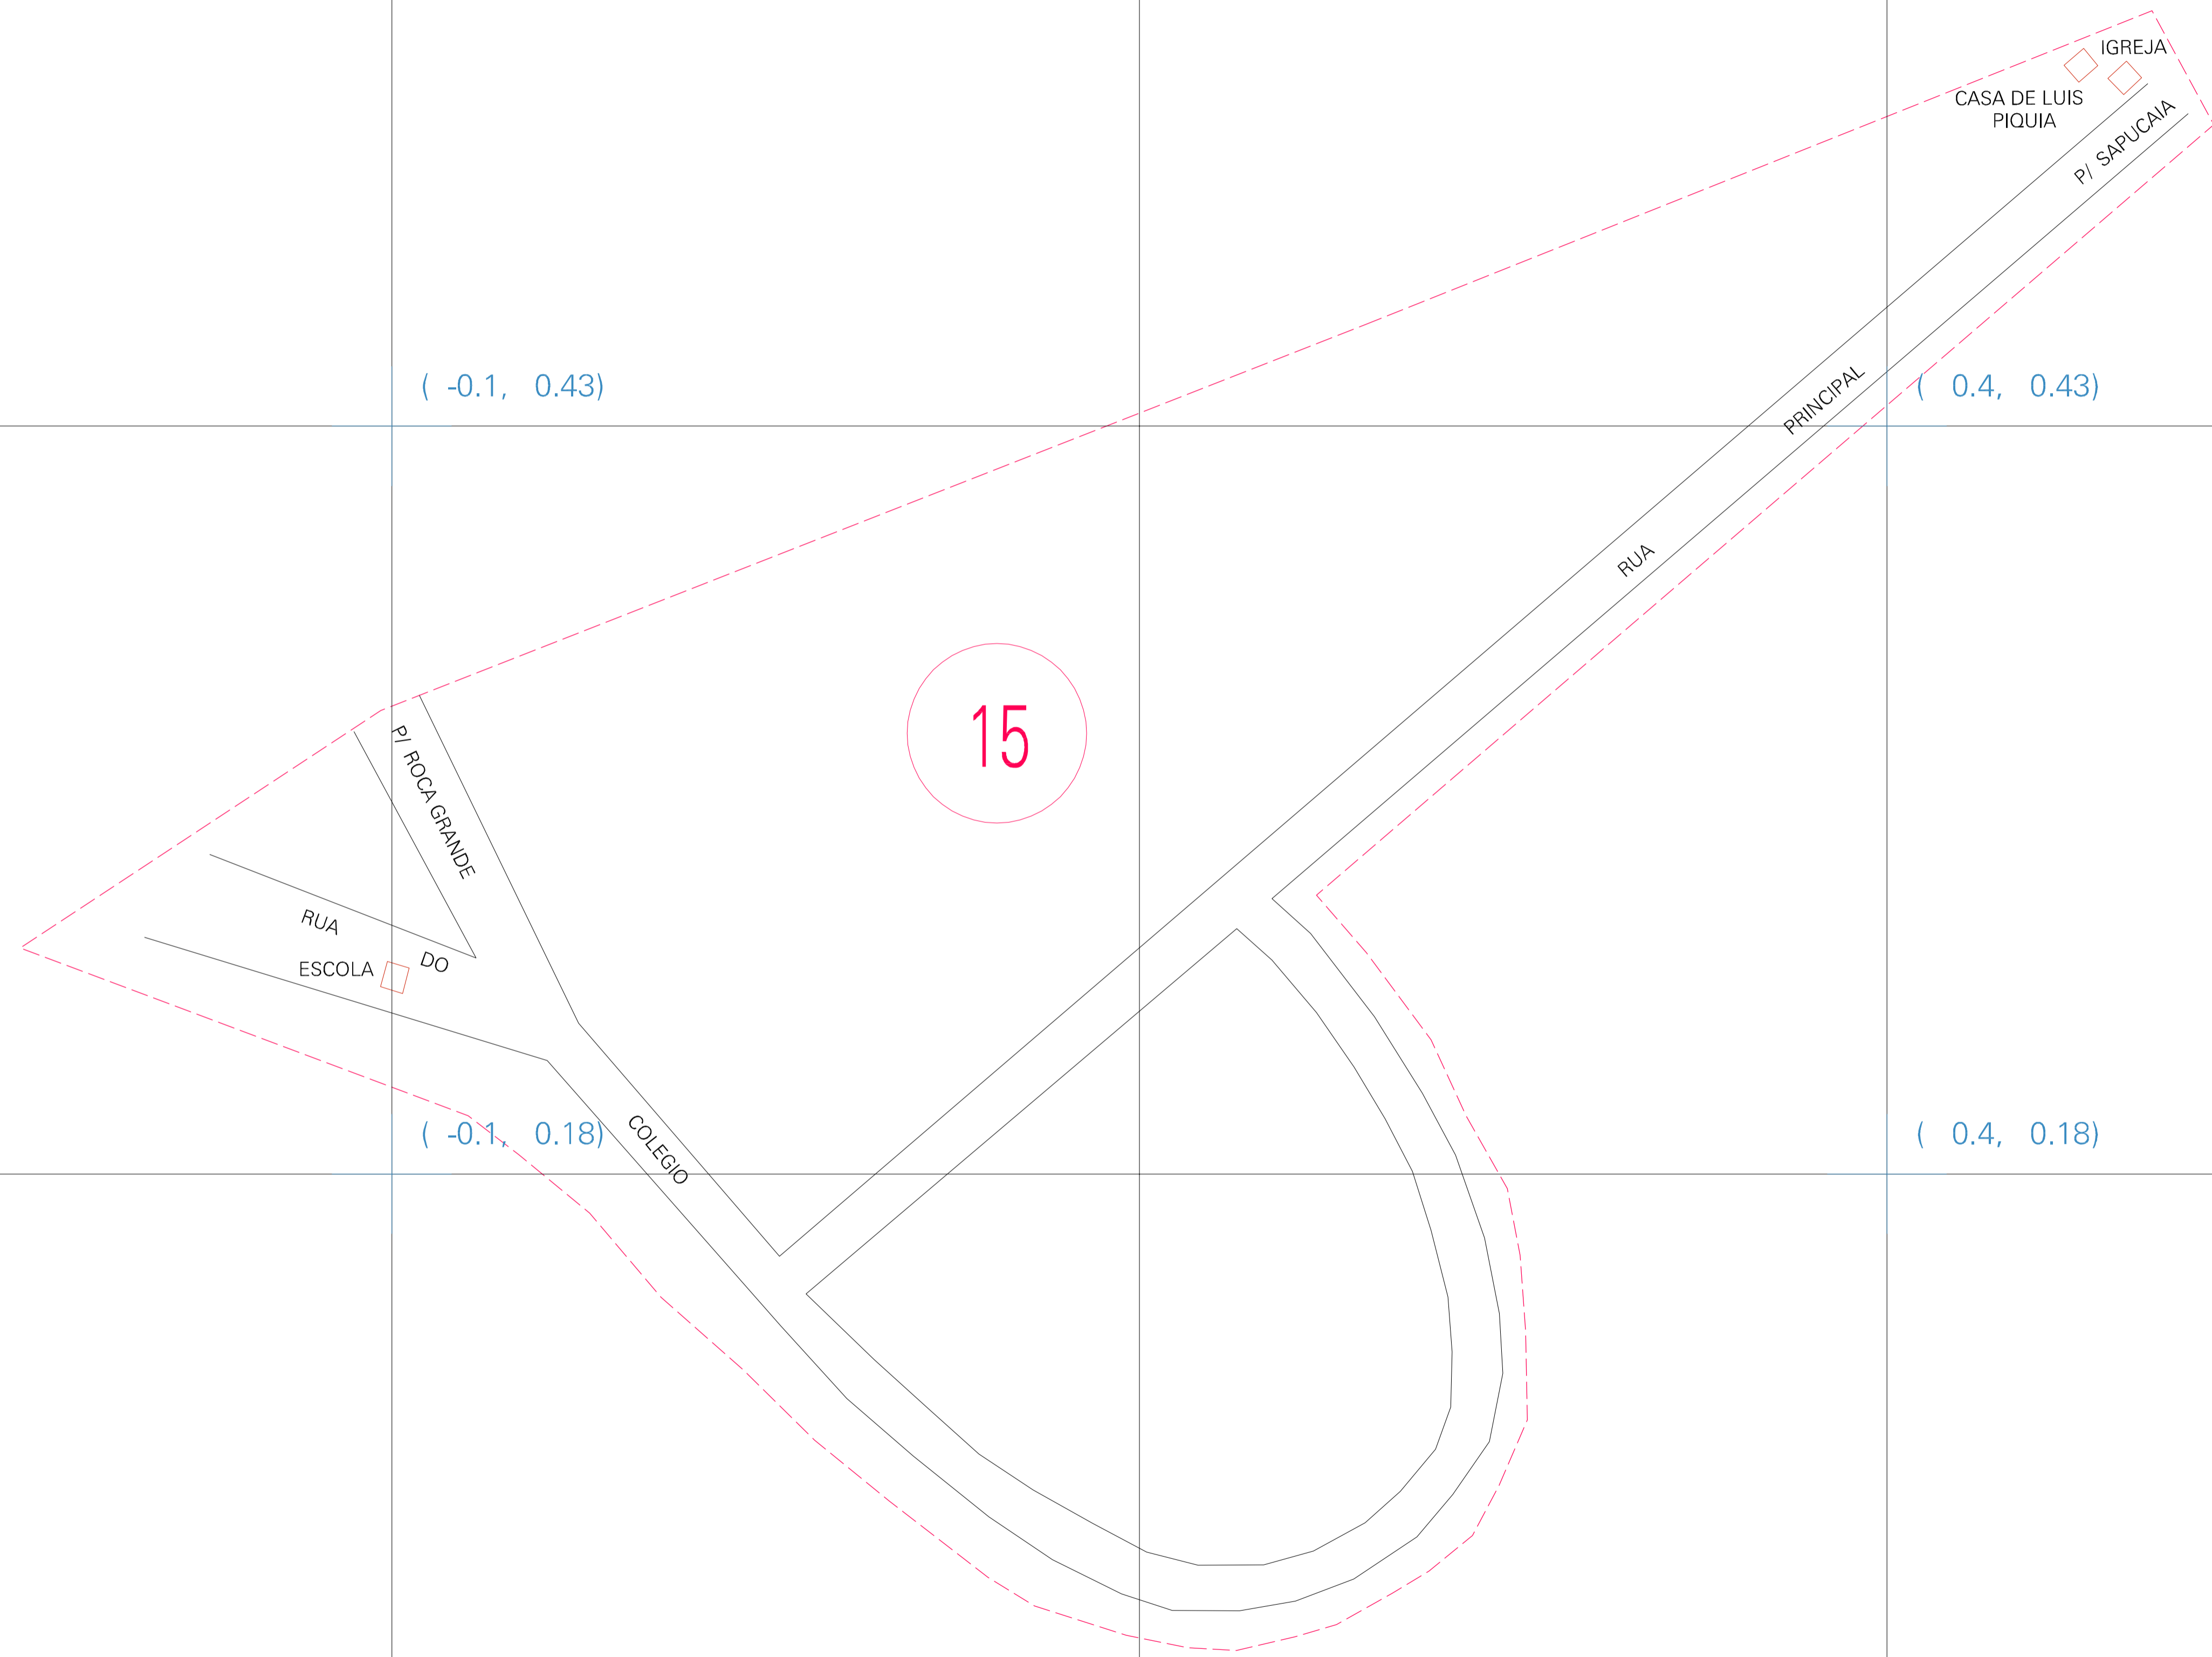 IGREJA
CASA DE LUIS
PIQUIA
P/ SAPUCAIA
( -0.1, 0.43)
( 0.4, 0.43)
PRINCIPAL
RUA
15
P/ ROCA GRANDE
RUA
DO
ESCOLA
COLEGIO
( -0.1, 0.18)
( 0.4, 0.18)